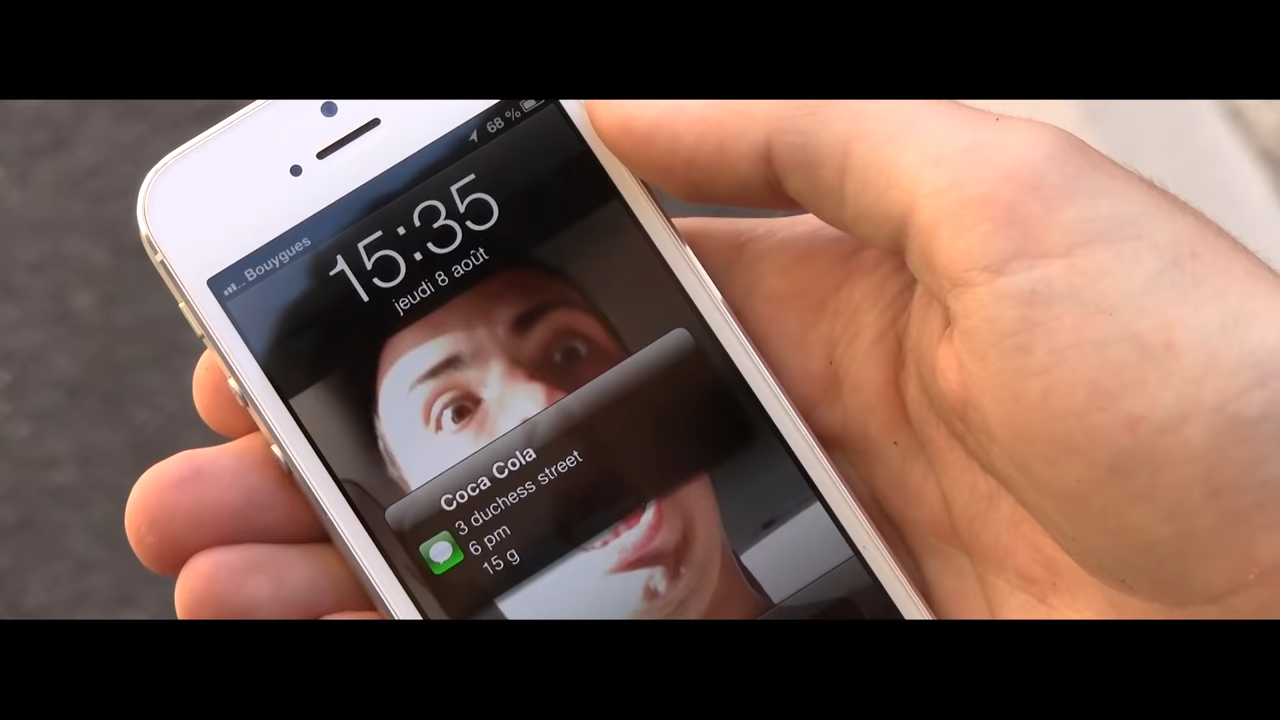 Bouygues
68 %
15:35
jeudi 8 août
Coca Cola
3 duchess street
6 pm
15 g